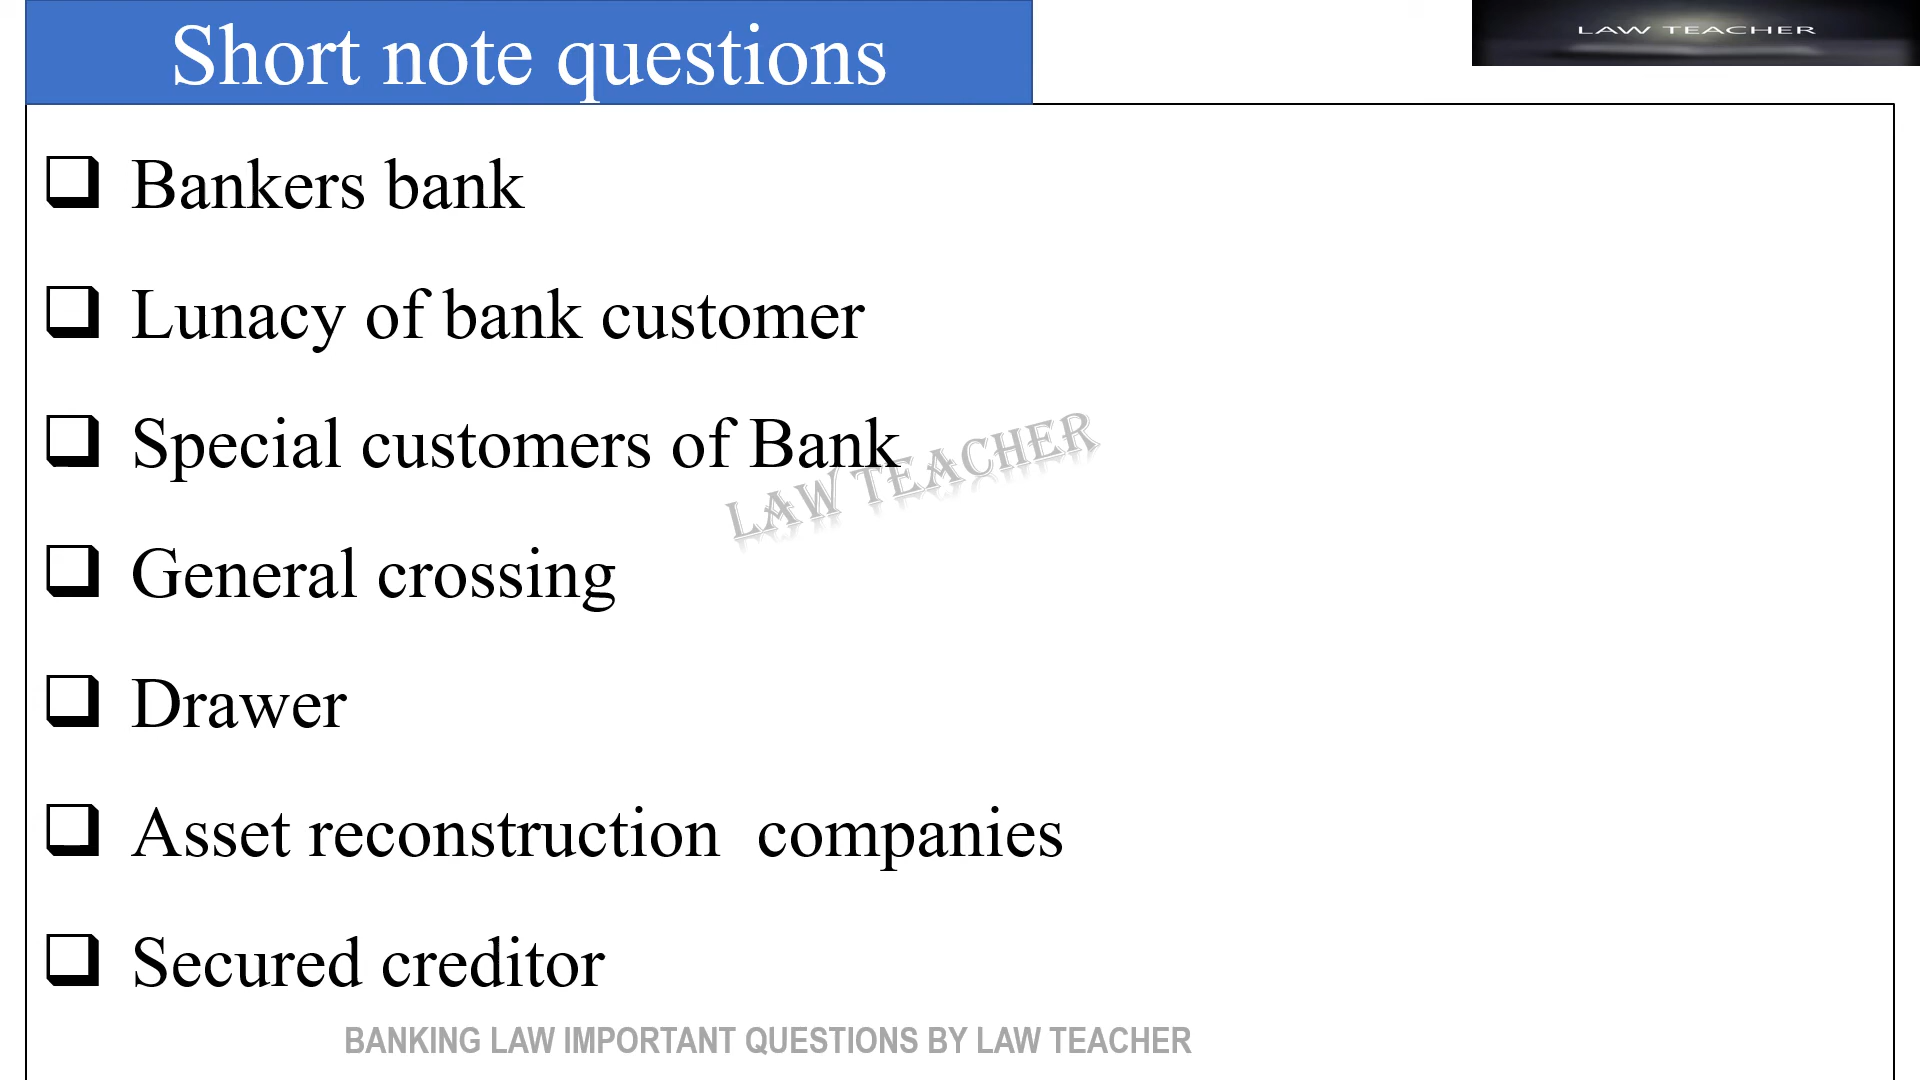 Short note questions
LAW TEACHER
Bankers bank
Lunacy of bank customer
Special customers of Bank
LAW TEACHER
General crossing
Drawer
Asset reconstruction  companies
Secured creditor
BANKING LAW IMPORTANT QUESTIONS BY LAW TEACHER